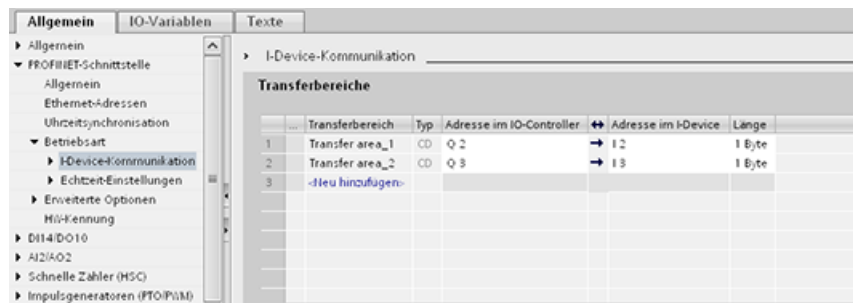 Allgemein IO-Variablen Texte
Allgemein
PROFINET-Schnittstelle
Allgemein
Ethernet-Adressen
Uhrzeitsynchronisation
Betriebsart
I-Device-Kommunikation
Echtzeit-Einstellungen
Erweiterte Optionen
HW-Kennung
DI14/DO10
AI2/AO2
Schnelle Zähler (HSC)
Impulsgeneratoren (PTO/PWM)
I-Device-Kommunikation
Transferbereiche
... Transferbereich Typ Adresse im IO-Controller ↔ Adresse im I-Device Länge
1 Transfer area_1 CD Q 2 → I 2 1 Byte
2 Transfer area_2 CD Q 3 → I 3 1 Byte
3 <Neu hinzufügen>